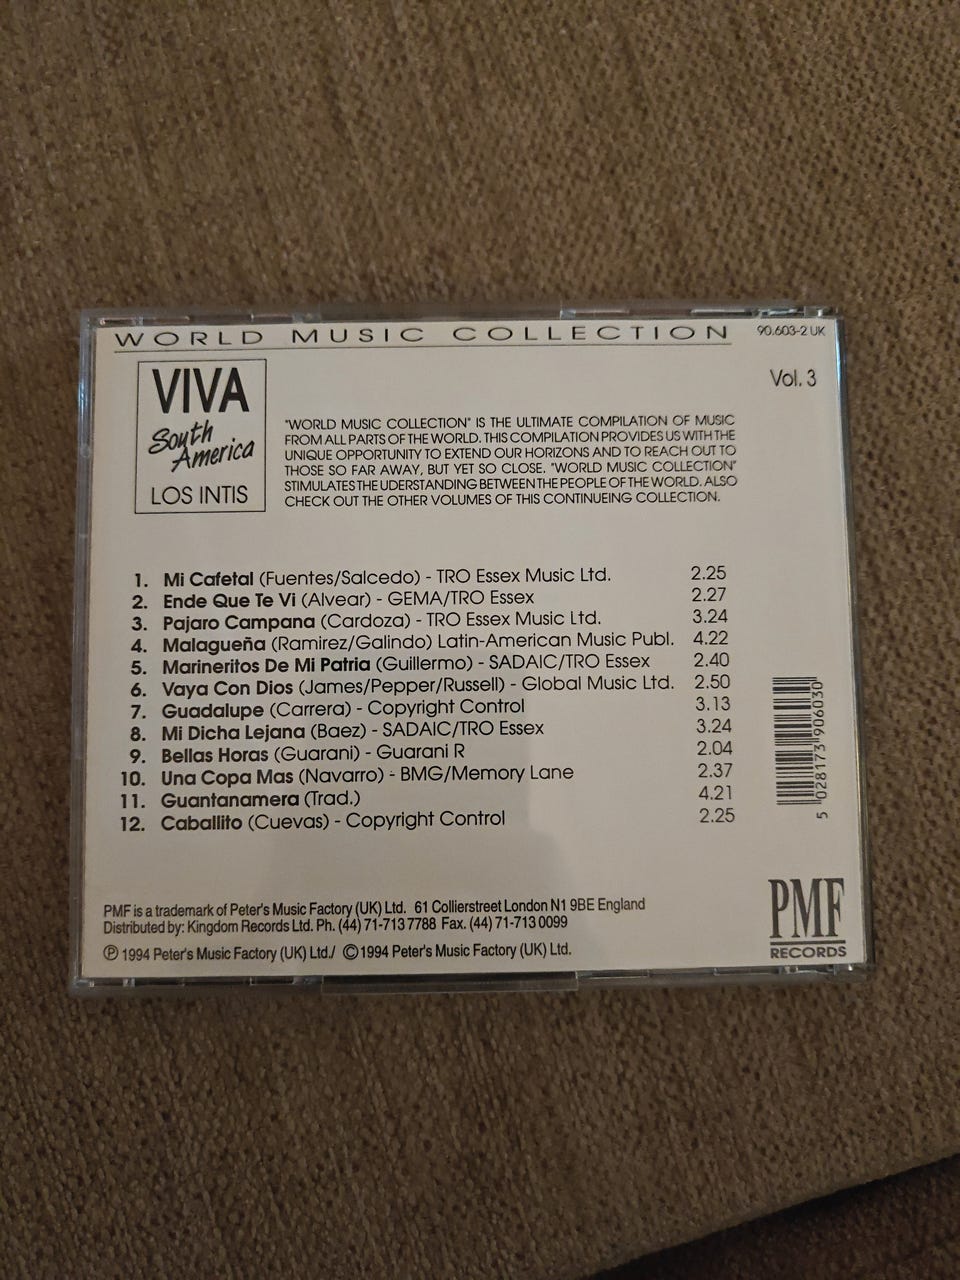 WORLD MUSIC COLLECTION
90.603-2 UK
VIVA
South
America
LOS INTIS
Vol. 3
"WORLD MUSIC COLLECTION" IS THE ULTIMATE COMPILATION OF MUSIC
FROM ALL PARTS OF THE WORLD. THIS COMPILATION PROVIDES US WITH THE
UNIQUE OPPORTUNITY TO EXTEND OUR HORIZONS AND TO REACH OUT TO
THOSE SO FAR AWAY, BUT YET SO CLOSE. "WORLD MUSIC COLLECTION"
STIMULATES THE UDERSTANDING BETWEEN THE PEOPLE OF THE WORLD. ALSO
CHECK OUT THE OTHER VOLUMES OF THIS CONTINUEING COLLECTION.
1. Mi Cafetal (Fuentes/Salcedo) - TRO Essex Music Ltd. 2.25
2. Ende Que Te Vi (Alvear) - GEMA/TRO Essex 2.27
3. Pajaro Campana (Cardoza) - TRO Essex Music Ltd. 3.24
4. Malagueña (Ramirez/Galindo) Latin-American Music Publ. 4.22
5. Marineritos De Mi Patria (Guillermo) - SADAIC/TRO Essex 2.40
6. Vaya Con Dios (James/Pepper/Russell) - Global Music Ltd. 2.50
7. Guadalupe (Carrera) - Copyright Control 3.13
8. Mi Dicha Lejana (Baez) - SADAIC/TRO Essex 3.24
9. Bellas Horas (Guarani) - Guarani R 2.04
10. Una Copa Mas (Navarro) - BMG/Memory Lane 2.37
11. Guantanamera (Trad.) 4.21
12. Caballito (Cuevas) - Copyright Control 2.25
5 028173 906030
PMF is a trademark of Peter's Music Factory (UK) Ltd. 61 Collierstreet London N1 9BE England
Distributed by: Kingdom Records Ltd. Ph. (44) 71-713 7788 Fax. (44) 71-713 0099
Ⓟ 1994 Peter's Music Factory (UK) Ltd./ © 1994 Peter's Music Factory (UK) Ltd.
PMF
RECORDS